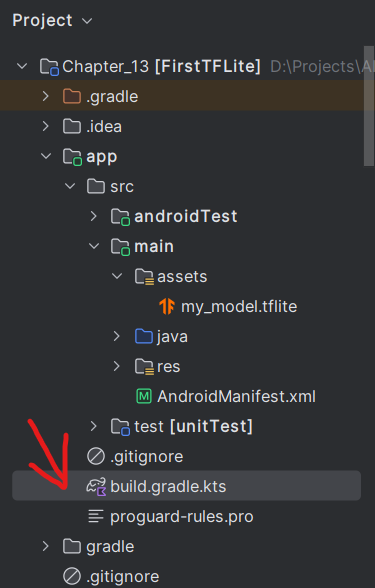 Project
Chapter_13 [FirstTFLite] D:\Projects\A
.gradle
.idea
app
src
androidTest
main
assets
my_model.tflite
java
res
AndroidManifest.xml
test [unitTest]
.gitignore
build.gradle.kts
proguard-rules.pro
gradle
.gitignore